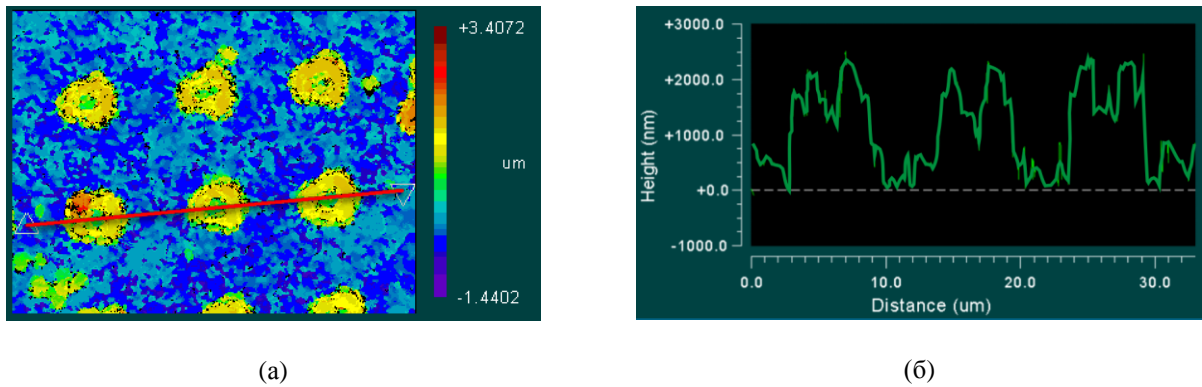 +3.4072
um
-1.4402
(а)
+3000.0
+2000.0
+1000.0
+0.0
-1000.0
Height (nm)
0.0 10.0 20.0 30.0
Distance (um)
(б)